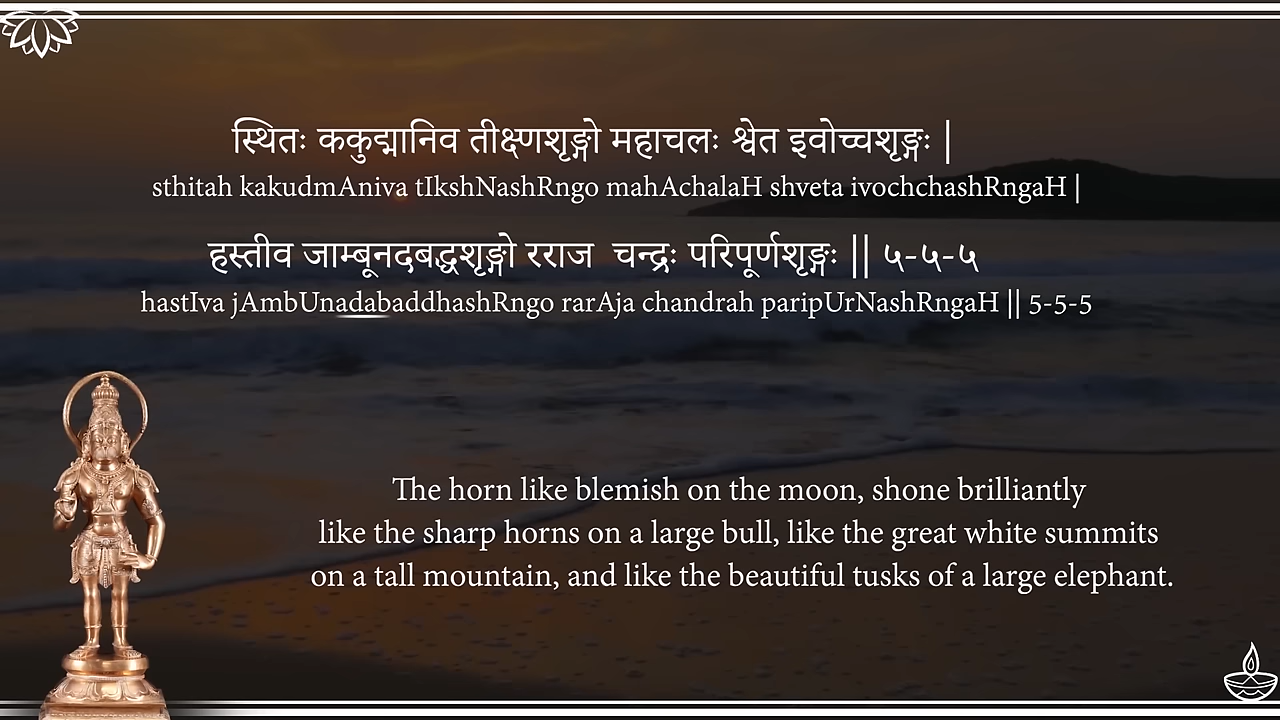 स्थितः ककुद्मानिव तीक्ष्णशृङ्गो महाचलः श्वेत इवोच्चशृङ्गः |
sthitah kakudmAniva tIkshNashRngo mahAchalaH shveta ivochchashRngaH |
हस्तीव जाम्बूनदबद्धशृङ्गो रराज चन्द्रः परिपूर्णशृङ्गः || ५-५-५
hastIva jAmbUnadabaddhashRngo rarAja chandrah paripUrNashRngaH || 5-5-5
The horn like blemish on the moon, shone brilliantly
like the sharp horns on a large bull, like the great white summits
on a tall mountain, and like the beautiful tusks of a large elephant.